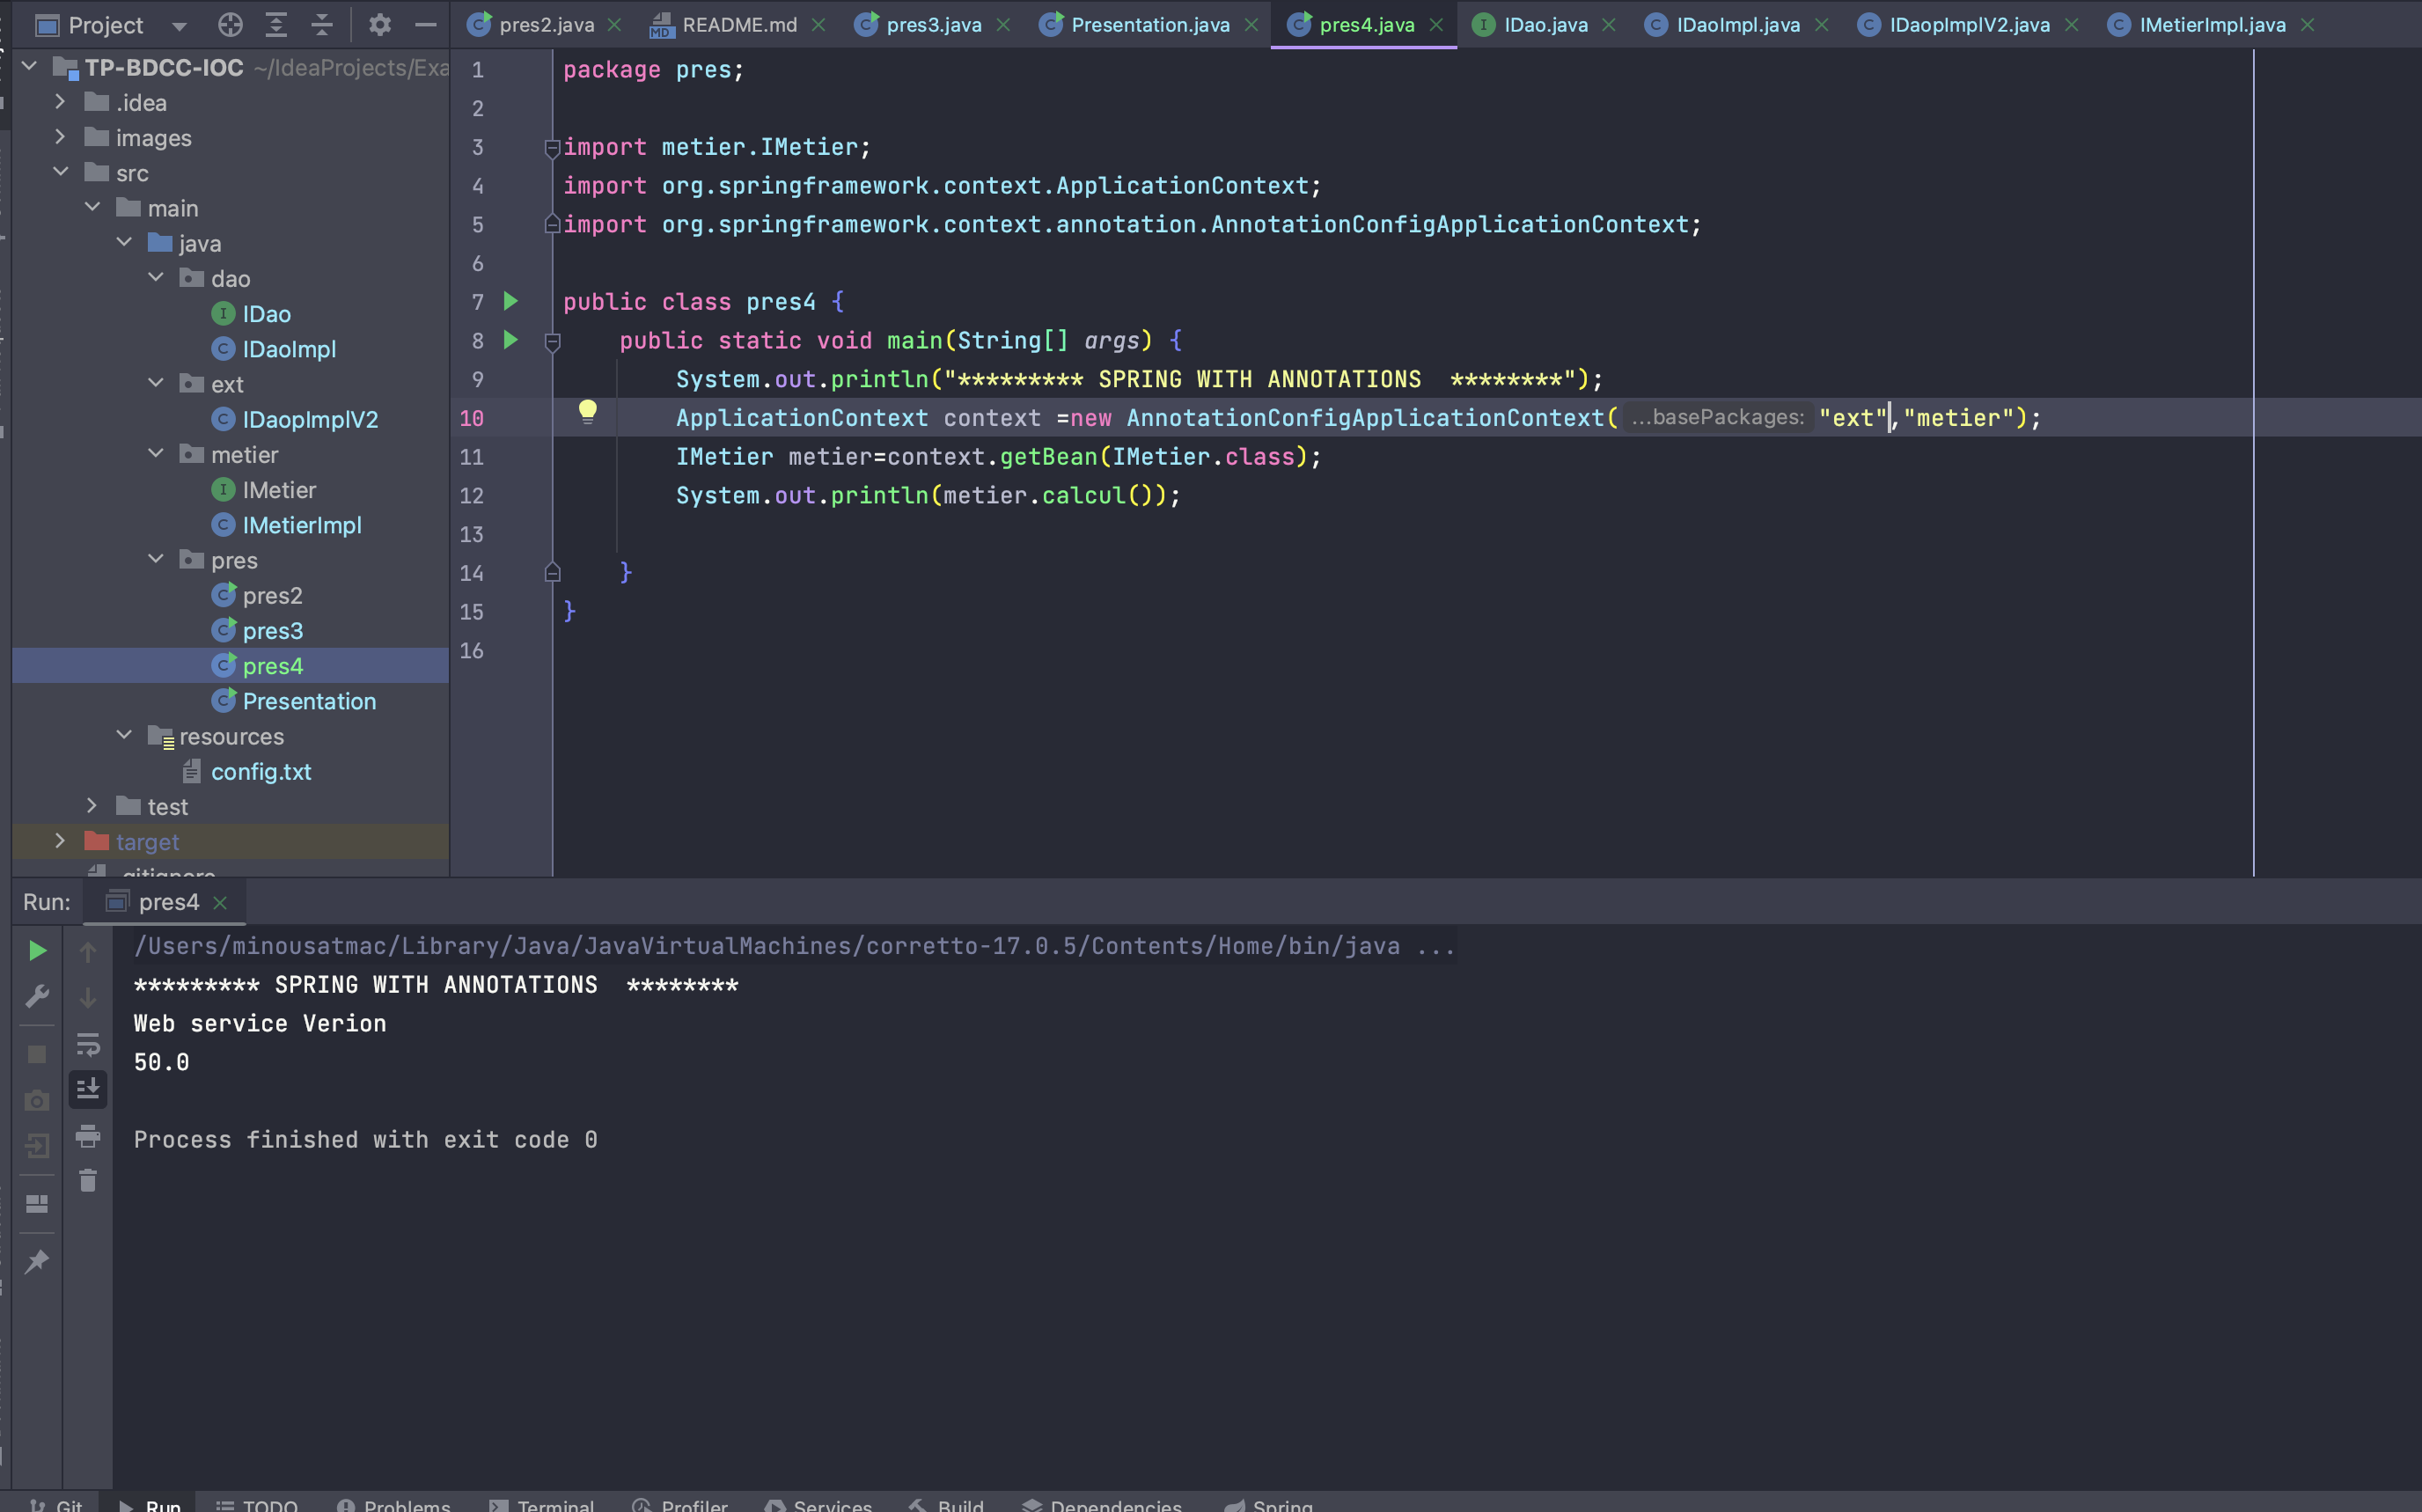 Project
pres2.java
README.md
pres3.java
Presentation.java
pres4.java
IDao.java
IDaoImpl.java
IDaopImplV2.java
IMetierImpl.java
TP-BDCC-IOC ~/IdeaProjects/Exa
.idea
images
src
main
java
dao
IDao
IDaoImpl
ext
IDaopImplV2
metier
IMetier
IMetierImpl
pres
pres2
pres3
pres4
Presentation
resources
config.txt
test
target
.gitignore
1 package pres;
2
3 import metier.IMetier;
4 import org.springframework.context.ApplicationContext;
5 import org.springframework.context.annotation.AnnotationConfigApplicationContext;
6
7 public class pres4 {
8 public static void main(String[] args) {
9 System.out.println("********* SPRING WITH ANNOTATIONS  ********");
10 ApplicationContext context =new AnnotationConfigApplicationContext( ...basePackages: "ext","metier");
11 IMetier metier=context.getBean(IMetier.class);
12 System.out.println(metier.calcul());
13
14 }
15 }
16
Run: pres4
/Users/minousatmac/Library/Java/JavaVirtualMachines/corretto-17.0.5/Contents/Home/bin/java ...
********* SPRING WITH ANNOTATIONS  ********
Web service Verion
50.0
Process finished with exit code 0
Git Run TODO Problems Terminal Profiler Services Build Dependencies Spring